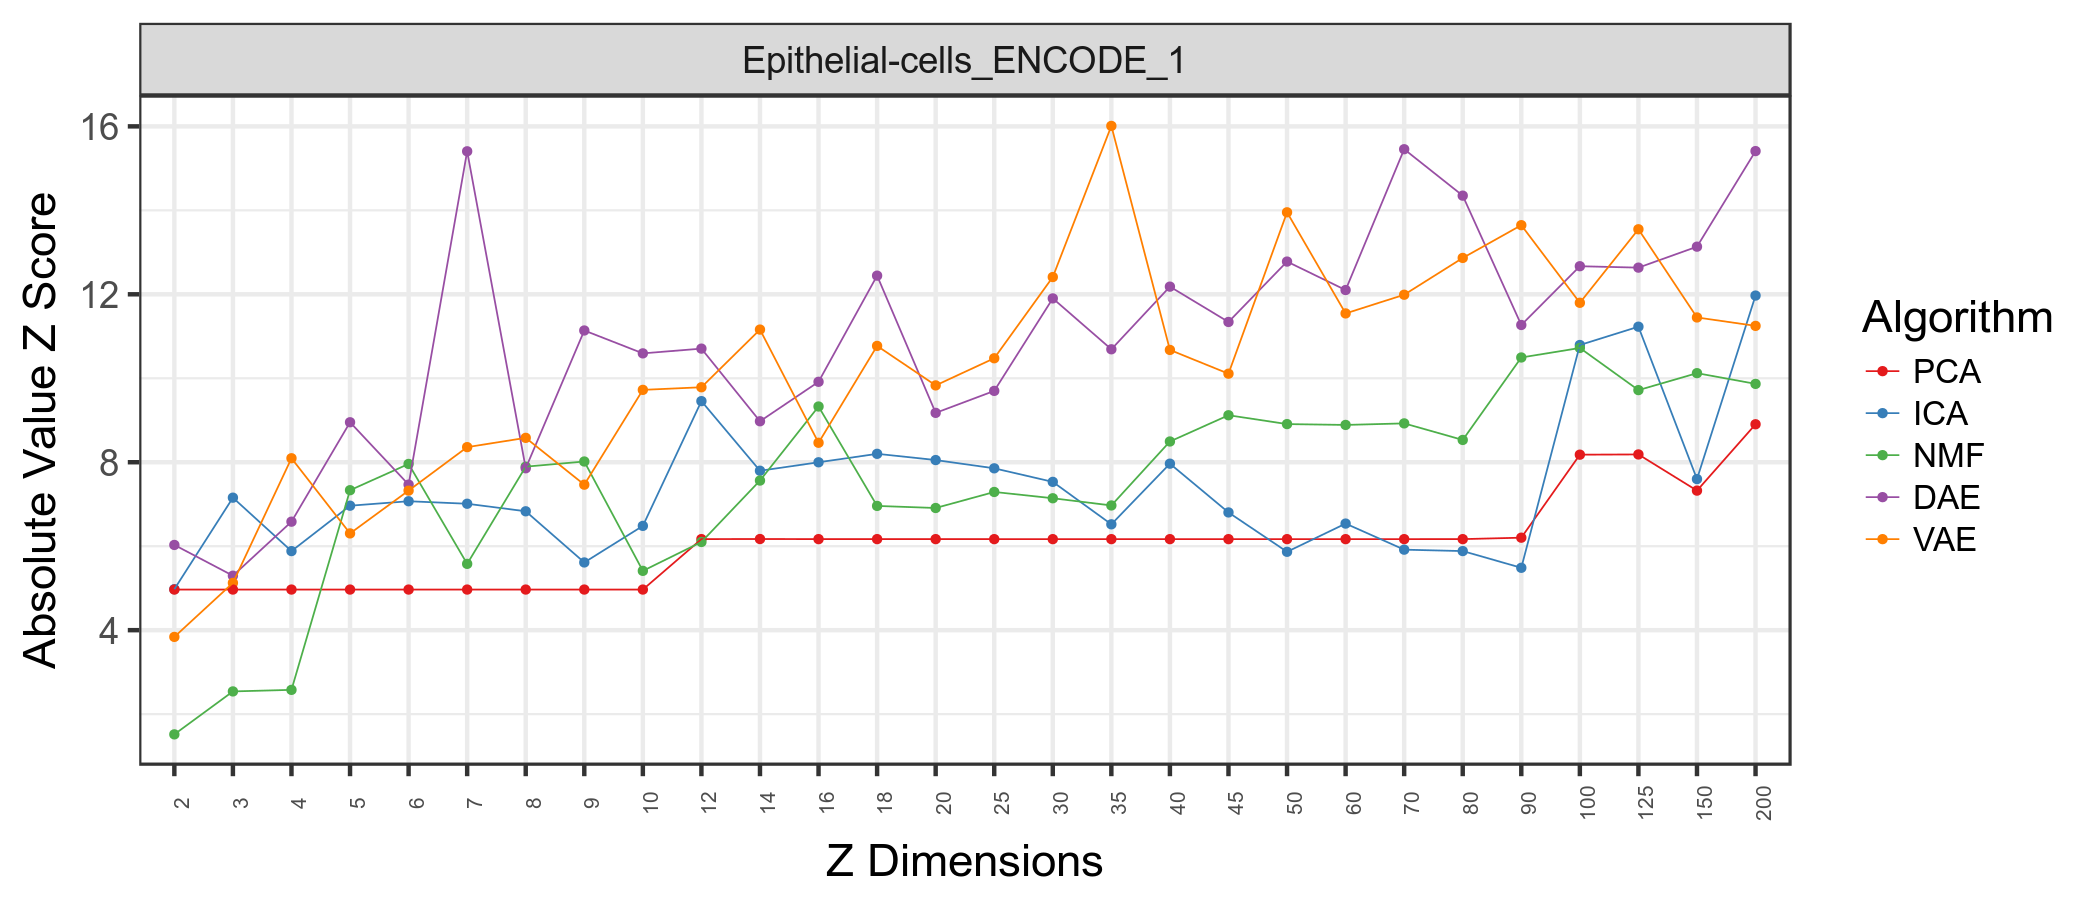 Epithelial-cells_ENCODE_1
Absolute Value Z Score
16
12
8
4
2 3 4 5 6 7 8 9 10 12 14 16 18 20 25 30 35 40 45 50 60 70 80 90 100 125 150 200
Z Dimensions
Algorithm
PCA
ICA
NMF
DAE
VAE